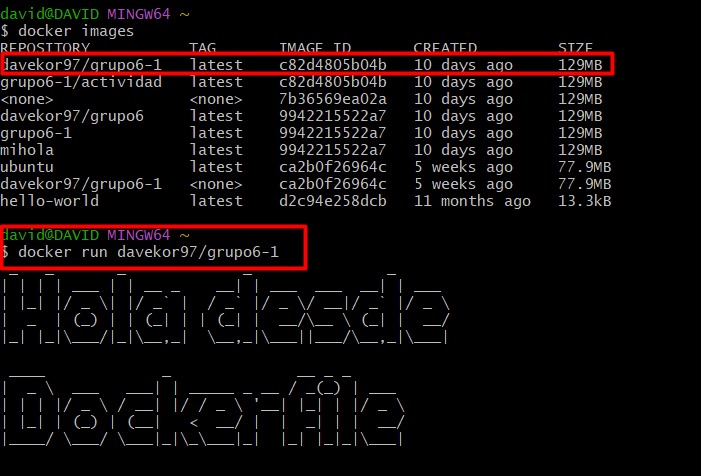 david@DAVID MINGW64 ~
$ docker images
REPOSITORY TAG IMAGE ID CREATED SIZE
davekor97/grupo6-1 latest c82d4805b04b 10 days ago 129MB
grupo6-1/actividad latest c82d4805b04b 10 days ago 129MB
<none> <none> 7b36569ea02a 10 days ago 129MB
davekor97/grupo6 latest 9942215522a7 10 days ago 129MB
grupo6-1 latest 9942215522a7 10 days ago 129MB
mihola latest 9942215522a7 10 days ago 129MB
ubuntu latest ca2b0f26964c 5 weeks ago 77.9MB
davekor97/grupo6-1 <none> ca2b0f26964c 5 weeks ago 77.9MB
hello-world latest d2c94e258dcb 11 months ago 13.3kB
david@DAVID MINGW64 ~
$ docker run davekor97/grupo6-1
Hola desde
Dockerfile